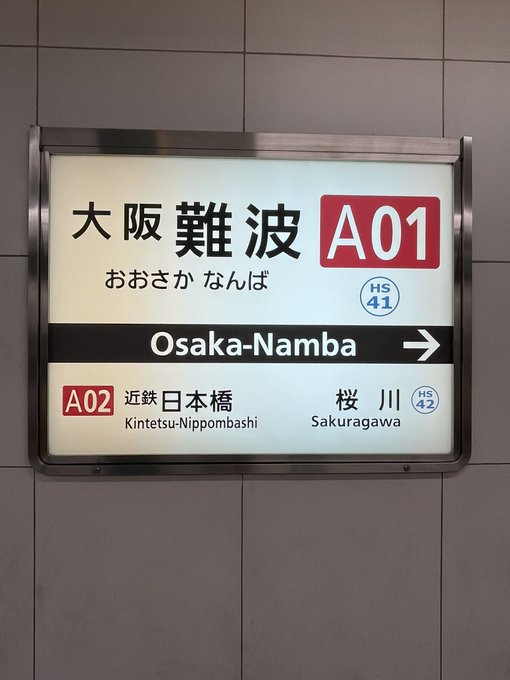 大阪難波 A01
おおさか なんば
HS
41
Osaka-Namba →
A02 近鉄日本橋
Kintetsu-Nippombashi
桜川 HS
42
Sakuragawa